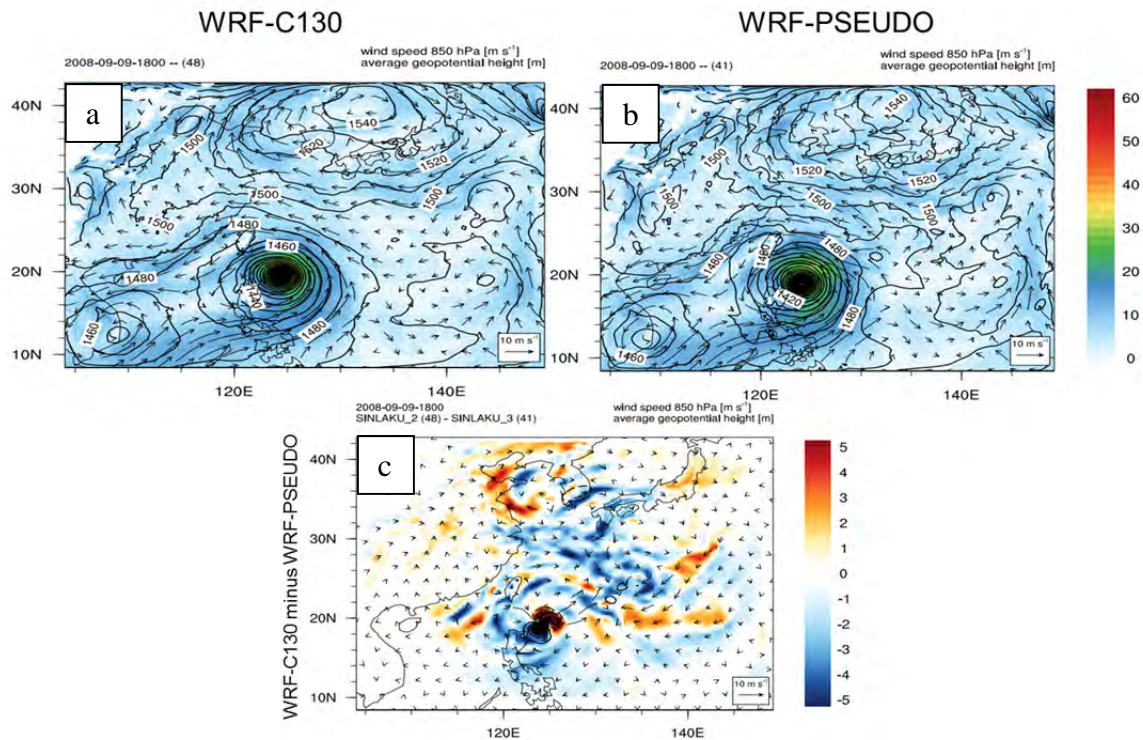 WRF-C130
WRF-PSEUDO
wind speed 850 hPa [m s⁻¹]
2008-09-09-1800 -- (48) average geopotential height [m]
wind speed 850 hPa [m s⁻¹]
2008-09-09-1800 -- (41) average geopotential height [m]
a
40N
30N
20N
10N
1540
1500
1520
1520
1500
1500
1500
1480
1460
1480
1440
1480
1460
10 m s⁻¹
120E 140E
b
40N
30N
20N
10N
1540
1500
1520
1520
1500
1500
1500
1480
1480
1480
1460
1420
1480
1460
10 m s⁻¹
120E 140E
60
50
40
30
20
10
0
2008-09-09-1800 wind speed 850 hPa [m s⁻¹]
SINLAKU_2 (48) - SINLAKU_3 (41) average geopotential height [m]
WRF-C130 minus WRF-PSEUDO
c
40N
30N
20N
10N
10 m s⁻¹
120E 140E
5
4
3
2
1
0
-1
-2
-3
-4
-5